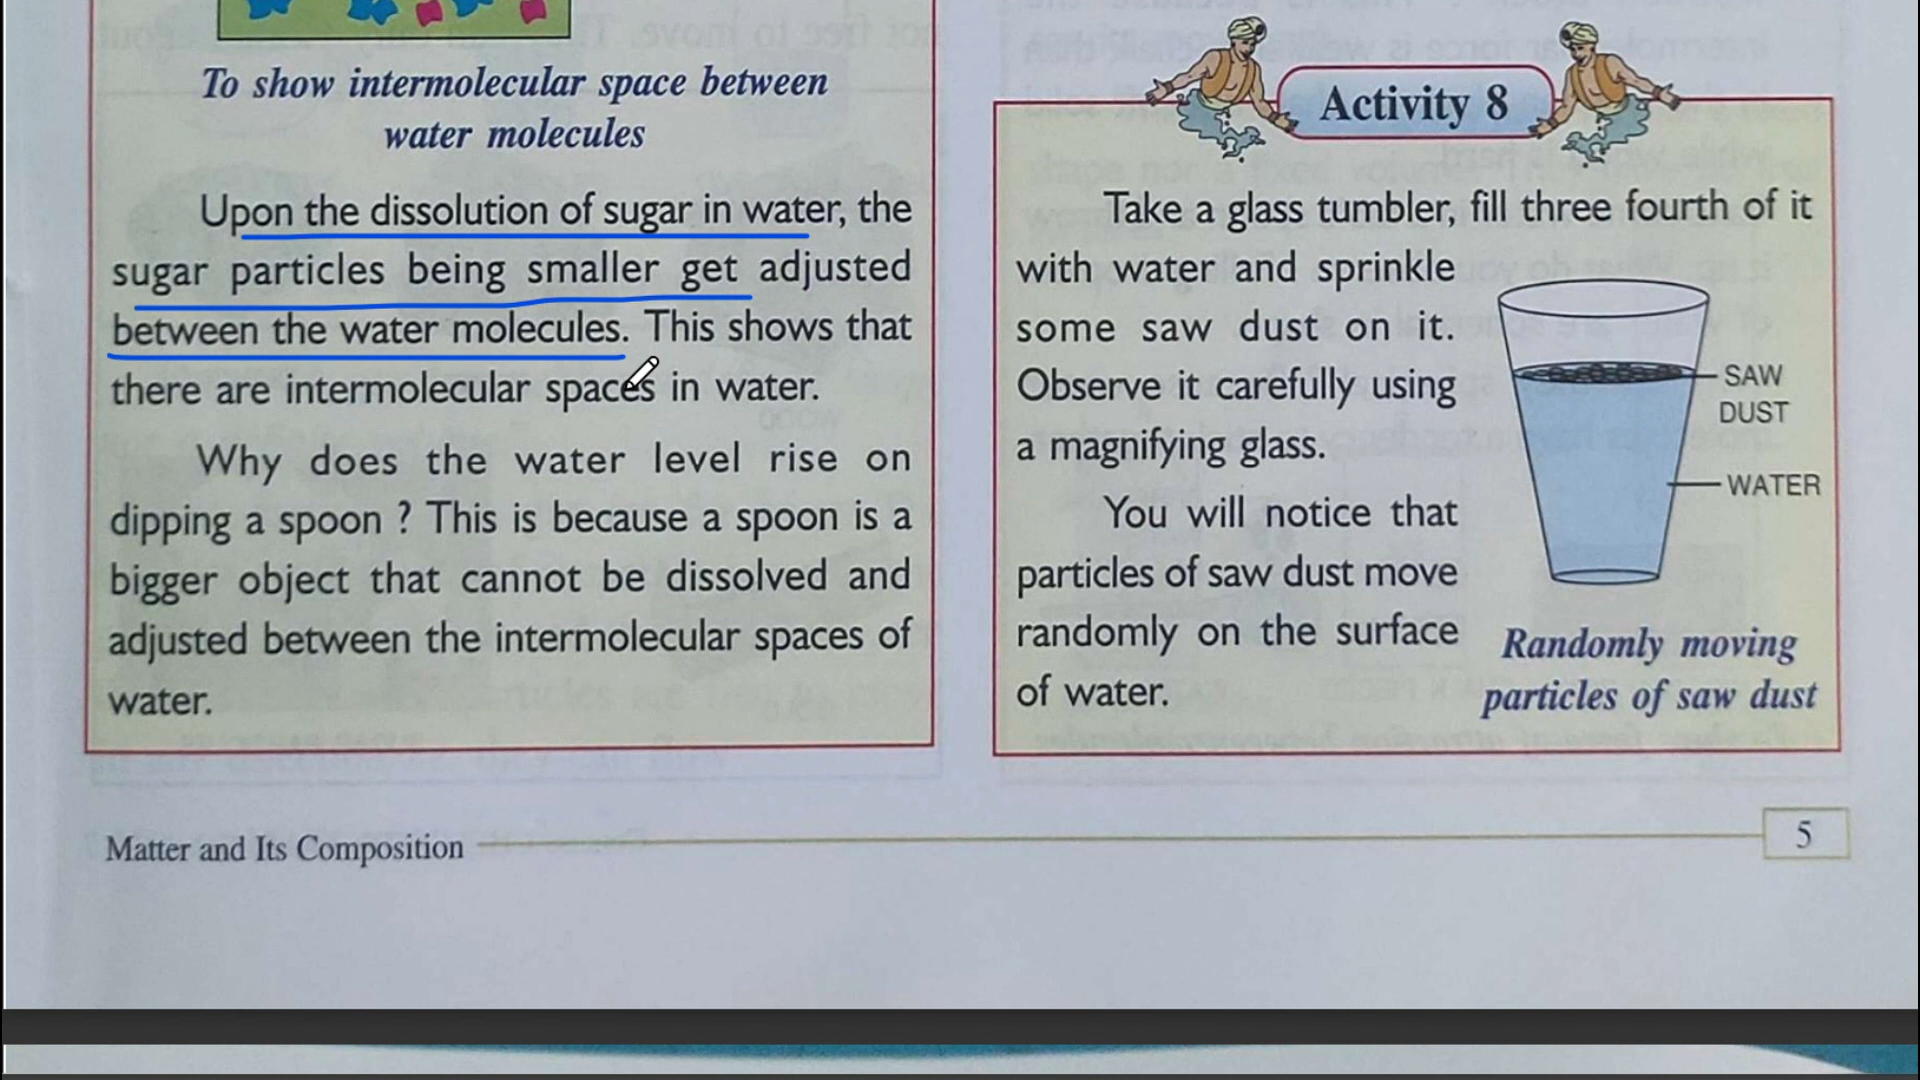 To show intermolecular space between
water molecules
Upon the dissolution of sugar in water, the
sugar particles being smaller get adjusted
between the water molecules. This shows that
there are intermolecular spaces in water.
Why does the water level rise on
dipping a spoon ? This is because a spoon is a
bigger object that cannot be dissolved and
adjusted between the intermolecular spaces of
water.
Activity 8
Take a glass tumbler, fill three fourth of it
with water and sprinkle
some saw dust on it.
Observe it carefully using
a magnifying glass.
You will notice that
particles of saw dust move
randomly on the surface
of water.
SAW
DUST
WATER
Randomly moving
particles of saw dust
Matter and Its Composition
5